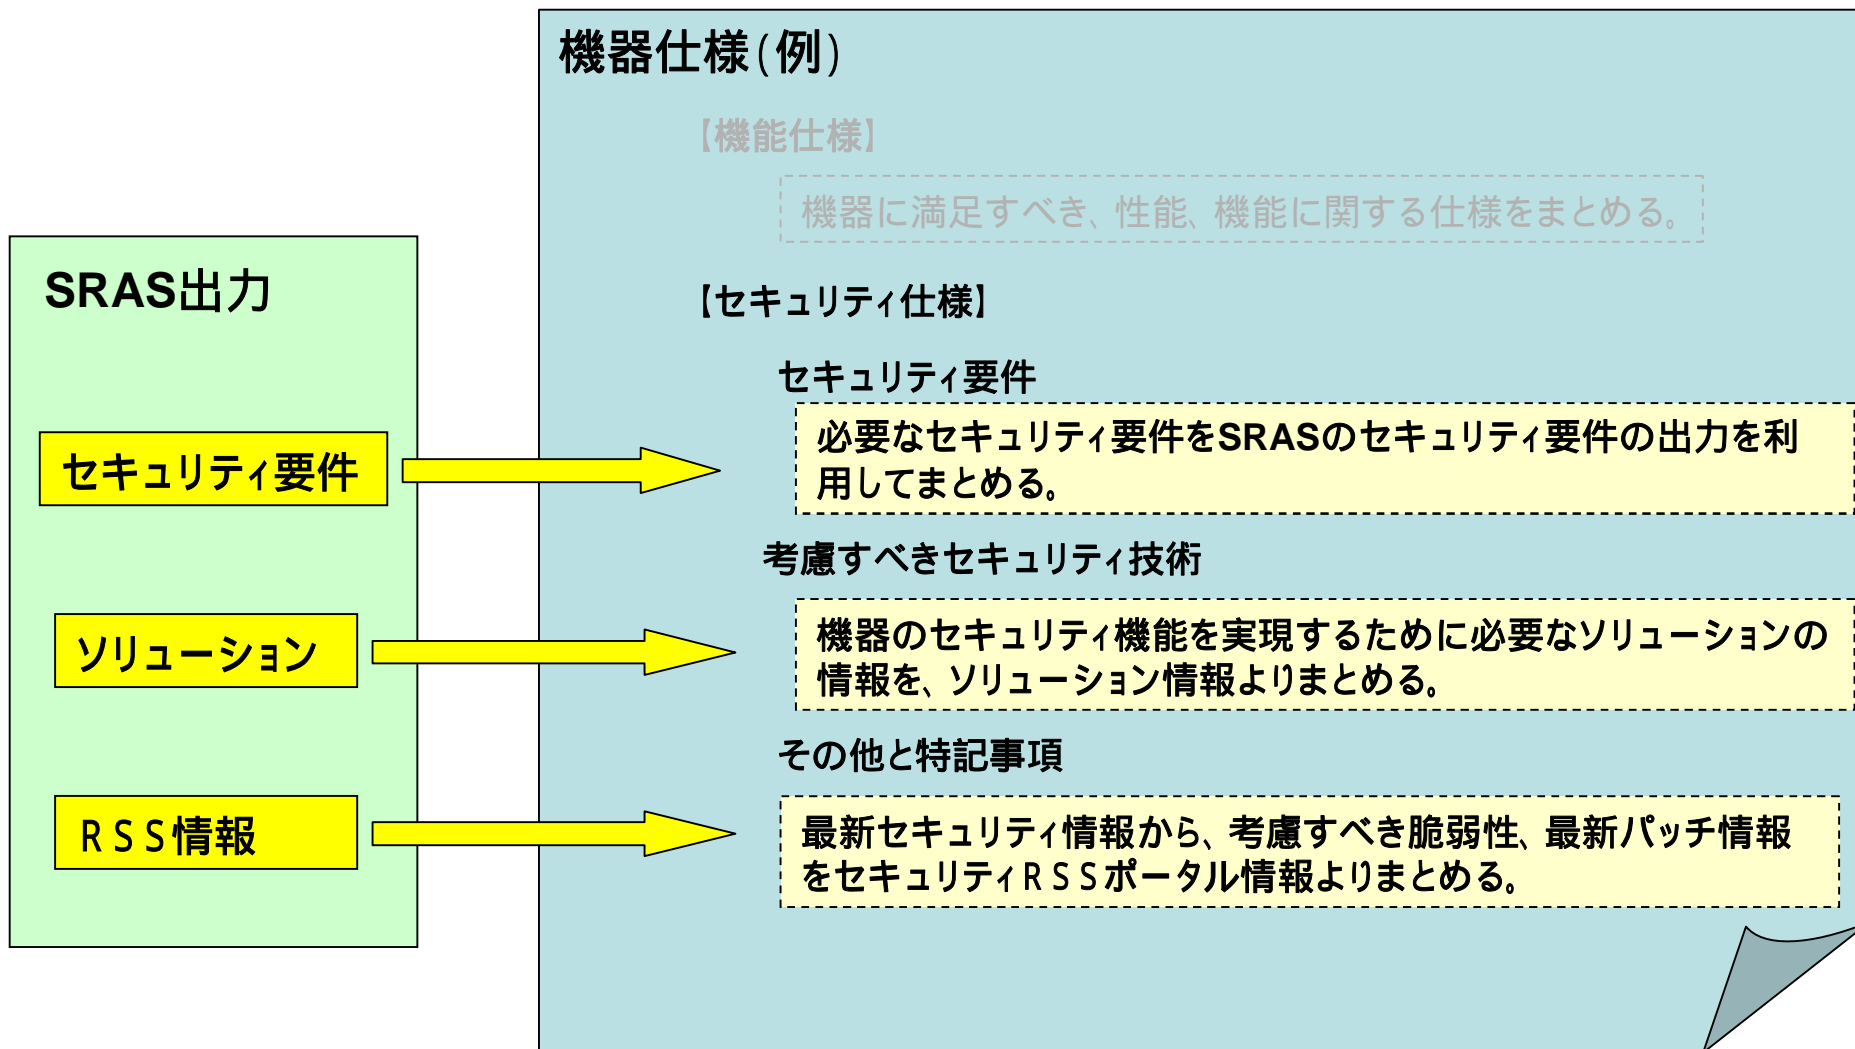 機器仕様(例)
【機能仕様】
機器に満足すべき、性能、機能に関する仕様をまとめる。
SRAS出力
【セキュリティ仕様】
セキュリティ要件
セキュリティ要件
必要なセキュリティ要件をSRASのセキュリティ要件の出力を利
用してまとめる。
考慮すべきセキュリティ技術
ソリューション
機器のセキュリティ機能を実現するために必要なソリューションの
情報を、ソリューション情報よりまとめる。
その他と特記事項
RSS情報
最新セキュリティ情報から、考慮すべき脆弱性、最新パッチ情報
をセキュリティRSSポータル情報よりまとめる。